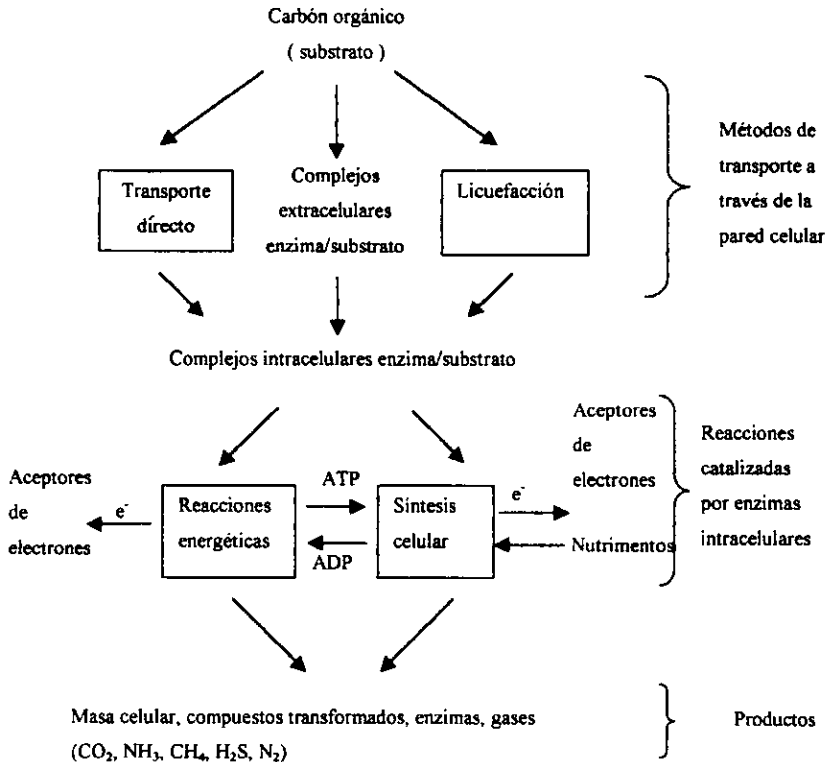 Carbón orgánico
( substrato )
Transporte
dírecto
Complejos
extracelulares
enzima/substrato
Licuefacción
Métodos de
transporte a
través de la
pared celular
Complejos intracelulares enzima/substrato
Aceptores
de
electrones
e-
Reacciones
energéticas
ATP
ADP
Síntesis
celular
e-
Aceptores
de
electrones
Nutrimentos
Reacciones
catalizadas
por enzimas
intracelulares
Masa celular, compuestos transformados, enzimas, gases
(CO₂, NH₃, CH₄, H₂S, N₂)
Productos